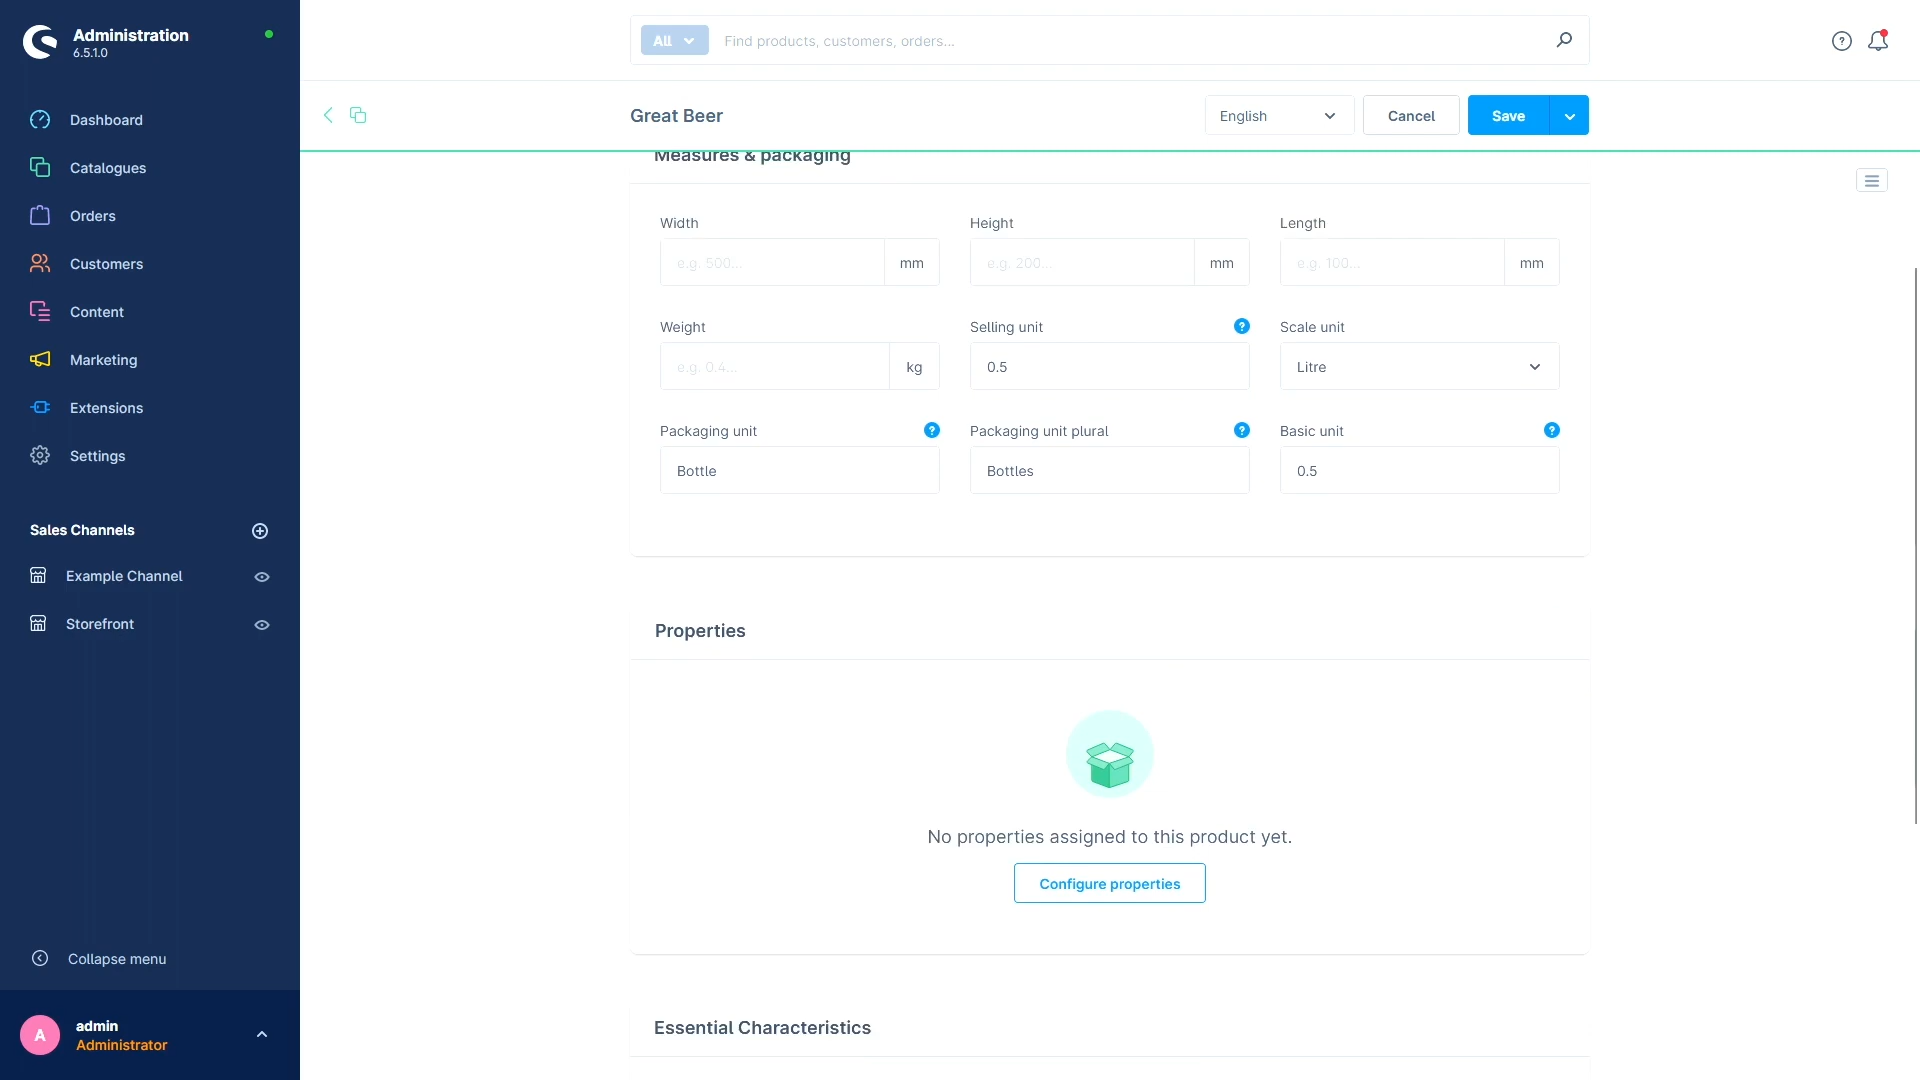 Administration
6.5.1.0
All
Find products, customers, orders...
Great Beer
English
Cancel
Save
Dashboard
Catalogues
Orders
Customers
Content
Marketing
Extensions
Settings
Sales Channels
Example Channel
Storefront
Collapse menu
A
admin
Administrator
Measures & packaging
Width
Height
Length
e.g. 500...
mm
e.g. 200...
mm
e.g. 100...
mm
Weight
Selling unit
?
Scale unit
e.g. 0.4...
kg
0.5
Litre
Packaging unit
?
Packaging unit plural
?
Basic unit
?
Bottle
Bottles
0.5
Properties
No properties assigned to this product yet.
Configure properties
Essential Characteristics